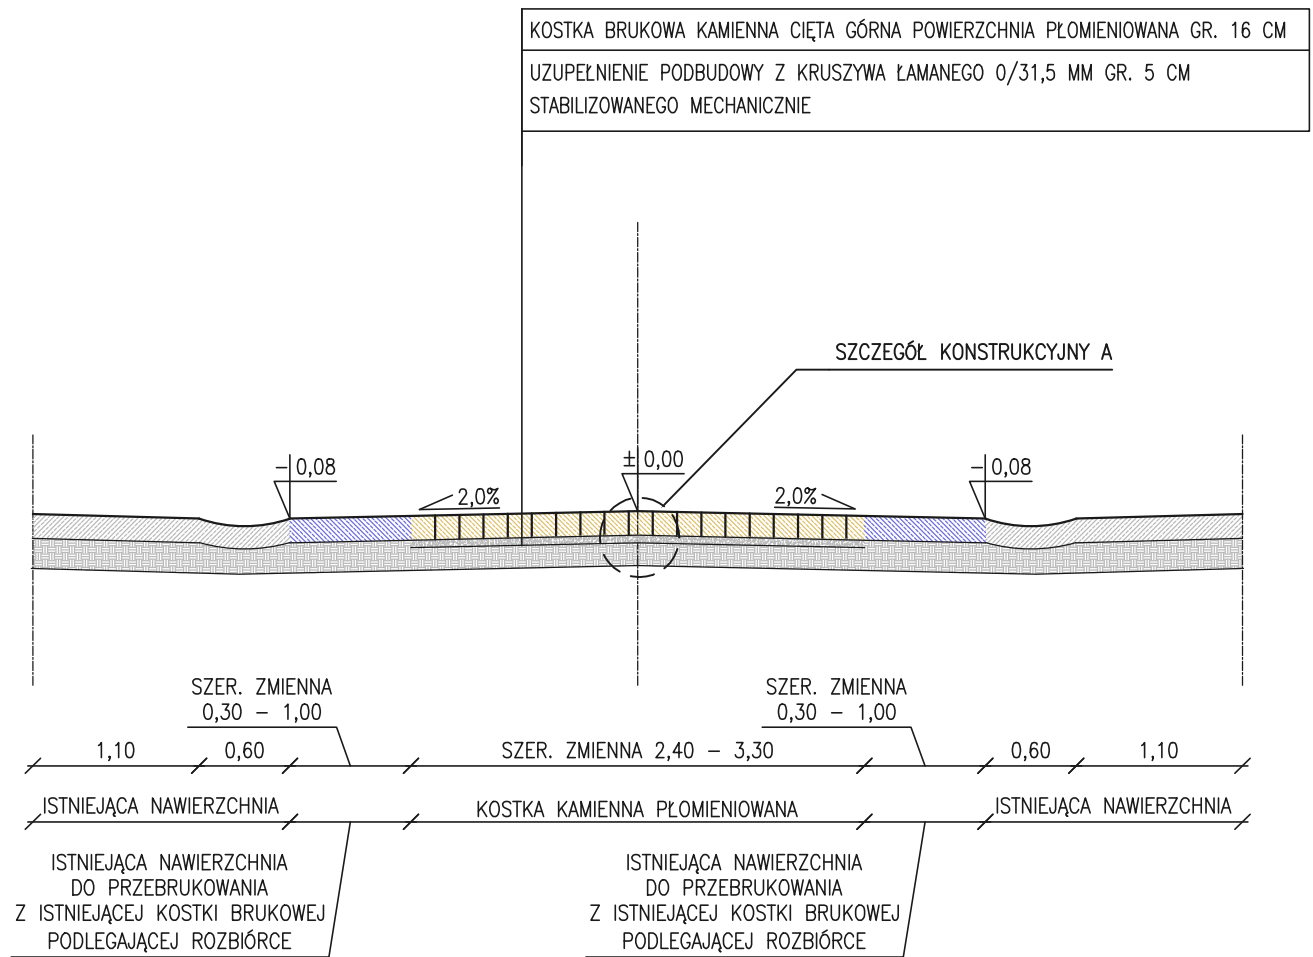 KOSTKA BRUKOWA KAMIENNA CIĘTA GÓRNA POWIERZCHNIA PŁOMIENIOWANA GR. 16 CM
UZUPEŁNIENIE PODBUDOWY Z KRUSZYWA ŁAMANEGO 0/31,5 MM GR. 5 CM
STABILIZOWANEGO MECHANICZNIE
SZCZEGÓŁ KONSTRUKCYJNY A
-0,08
±0,00
-0,08
2,0%
2,0%
SZER. ZMIENNA
0,30 - 1,00
SZER. ZMIENNA
0,30 - 1,00
1,10
0,60
SZER. ZMIENNA 2,40 - 3,30
0,60
1,10
ISTNIEJĄCA NAWIERZCHNIA
KOSTKA KAMIENNA PŁOMIENIOWANA
ISTNIEJĄCA NAWIERZCHNIA
ISTNIEJĄCA NAWIERZCHNIA
DO PRZEBRUKOWANIA
Z ISTNIEJĄCEJ KOSTKI BRUKOWEJ
PODLEGAJĄCEJ ROZBIÓRCE
ISTNIEJĄCA NAWIERZCHNIA
DO PRZEBRUKOWANIA
Z ISTNIEJĄCEJ KOSTKI BRUKOWEJ
PODLEGAJĄCEJ ROZBIÓRCE